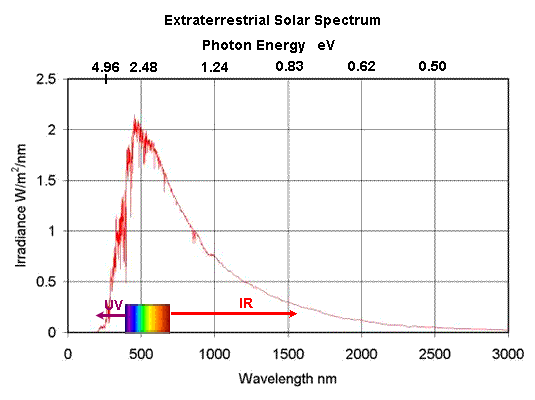 Extraterrestrial Solar Spectrum
Photon Energy eV
4.96 2.48 1.24 0.83 0.62 0.50
2.5
2
1.5
1
0.5
0
Irradiance W/m²/nm
UV
IR
0 500 1000 1500 2000 2500 3000
Wavelength nm